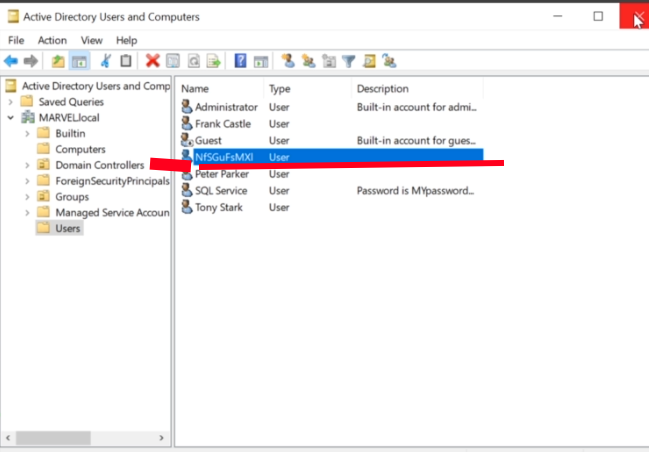 Active Directory Users and Computers
File Action View Help
Active Directory Users and Comp
Saved Queries
MARVEL.local
Builtin
Computers
Domain Controllers
ForeignSecurityPrincipals
Groups
Managed Service Accoun
Users
Name Type Description
Administrator User Built-in account for admi...
Frank Castle User
Guest User Built-in account for gues...
NfSGuFsMXl User
Peter Parker User
SQL Service User Password is MYpassword...
Tony Stark User